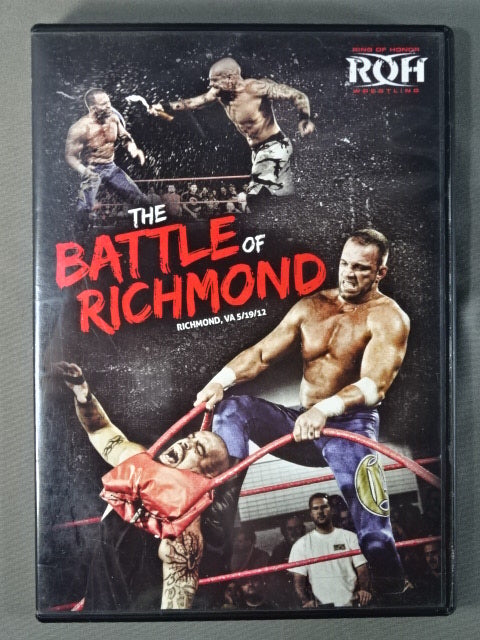 RING OF HONOR
ROH
WRESTLING
THE
BATTLE OF
RICHMOND
RICHMOND, VA 5/19/12